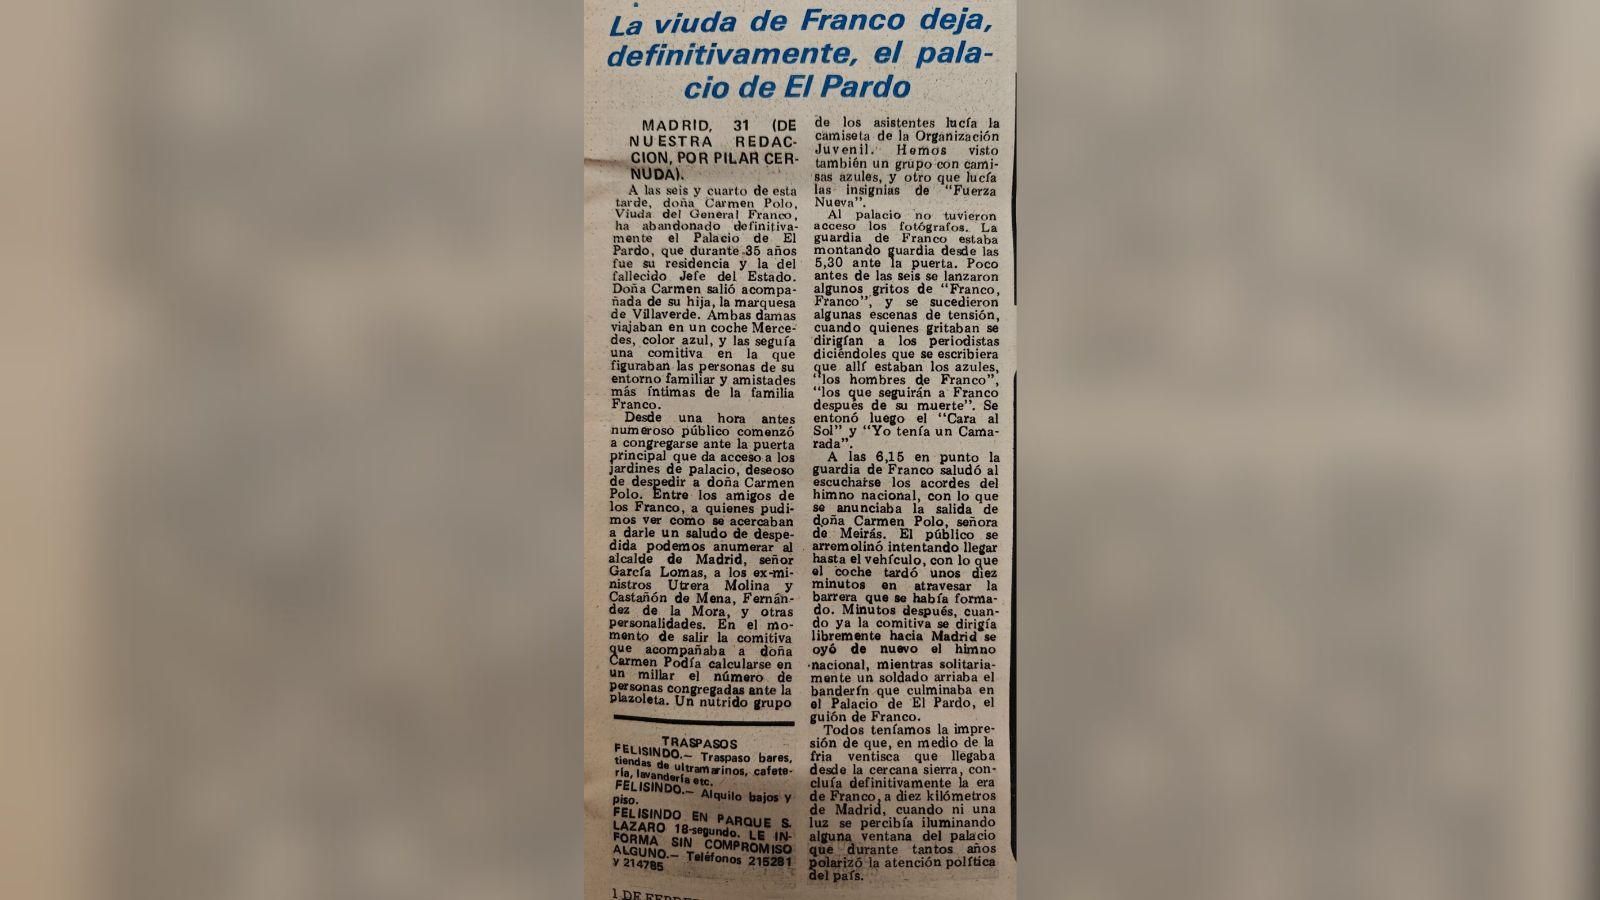 La viuda de Franco deja,
definitivamente, el pala-
cio de El Pardo
MADRID, 31 (DE
NUESTRA REDAC-
CION, POR PILAR CER-
NUDA).
A las seis y cuarto de esta
tarde, doña Carmen Polo,
Viuda del General Franco,
ha abandonado definitiva-
mente el Palacio de El
Pardo, que durante 35 años
fue su residencia y la del
fallecido Jefe del Estado.
Doña Carmen salió acompa-
ñada de su hija, la marquesa
de Villaverde. Ambas damas
viajaban en un coche Merce-
des, color azul, y las seguía
una comitiva en la que
figuraban las personas de su
entorno familiar y amistades
más íntimas de la familia
Franco.
Desde una hora antes
numeroso público comenzó
a congregarse ante la puerta
principal que da acceso a los
jardines de palacio, deseoso
de despedir a doña Carmen
Polo. Entre los amigos de
los Franco, a quienes pudi-
mos ver como se acercaban
a darle un saludo de despe-
dida podemos anumerar al
alcalde de Madrid, señor
García Lomas, a los ex-mi-
nistros Utrera Molina y
Castañón de Mena, Fernán-
dez de la Mora, y otras
personalidades. En el mo-
mento de salir la comitiva
que acompañaba a doña
Carmen Podía calcularse en
un millar el número de
personas congregadas ante la
plazoleta. Un nutrido grupo
de los asistentes lucía la
camiseta de la Organización
Juvenil. Hemos visto
también un grupo con cami-
sas azules, y otro que lucía
las insignias de "Fuerza
Nueva".
Al palacio no tuvieron
acceso los fotógrafos. La
guardia de Franco estaba
montando guardia desde las
5,30 ante la puerta. Poco
antes de las seis se lanzaron
algunos gritos de "Franco,
Franco", y se sucedieron
algunas escenas de tensión,
cuando quienes gritaban se
dirigían a los periodistas
diciéndoles que se escribiera
que allí estaban los azules,
"los hombres de Franco",
"los que seguirán a Franco
después de su muerte". Se
entonó luego el "Cara al
Sol" y "Yo tenía un Cama-
rada".
A las 6,15 en punto la
guardia de Franco saludó al
escucharse los acordes del
himno nacional, con lo que
se anunciaba la salida de
doña Carmen Polo, señora
de Meirás. El público se
arremolinó intentando llegar
hasta el vehículo, con lo que
el coche tardó unos diez
minutos en atravesar la
barrera que se había forma-
do. Minutos después, cuan-
do ya la comitiva se dirigía
libremente hacia Madrid se
oyó de nuevo el himno
nacional, mientras solitaria-
mente un soldado arriaba el
banderín que culminaba en
el Palacio de El Pardo, el
guión de Franco.
Todos teníamos la impre-
sión de que, en medio de la
fria ventisca que llegaba
desde la cercana sierra, con-
cluía definitivamente la era
de Franco, a diez kilómetros
de Madrid, cuando ni una
luz se percibía iluminando
alguna ventana del palacio
que durante tantos años
polarizó la atención política
del país.
TRASPASOS
FELISINDO.— Traspaso bares,
tiendas de ultramarinos, cafete-
ría, lavandería etc.
FELISINDO.— Alquilo bajos y
piso.
FELISINDO EN PARQUE S.
LAZARO 18-segundo. LE IN-
FORMA SIN COMPROMISO
ALGUNO.— Teléfonos 215281
y 214785
1 DE